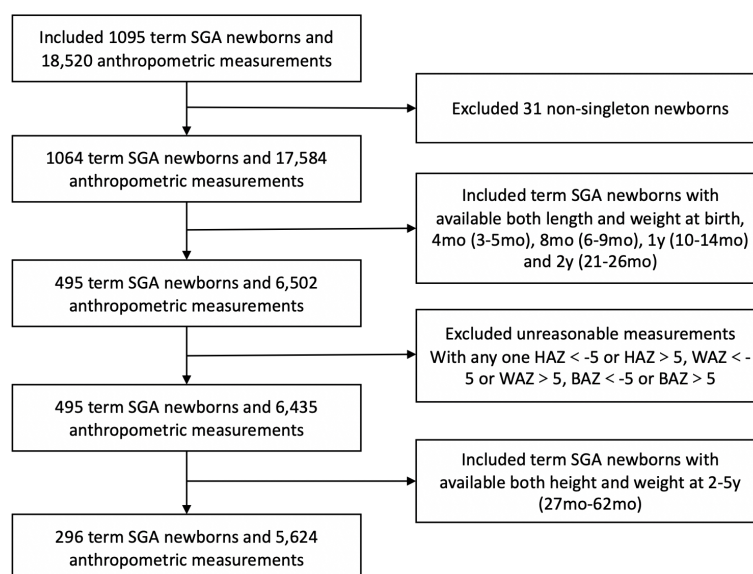 Included 1095 term SGA newborns and
18,520 anthropometric measurements
Excluded 31 non-singleton newborns
1064 term SGA newborns and 17,584
anthropometric measurements
Included term SGA newborns with
available both length and weight at birth,
4mo (3-5mo), 8mo (6-9mo), 1y (10-14mo)
and 2y (21-26mo)
495 term SGA newborns and 6,502
anthropometric measurements
Excluded unreasonable measurements
With any one HAZ < -5 or HAZ > 5, WAZ < -
5 or WAZ > 5, BAZ < -5 or BAZ > 5
495 term SGA newborns and 6,435
anthropometric measurements
Included term SGA newborns with
available both height and weight at 2-5y
(27mo-62mo)
296 term SGA newborns and 5,624
anthropometric measurements